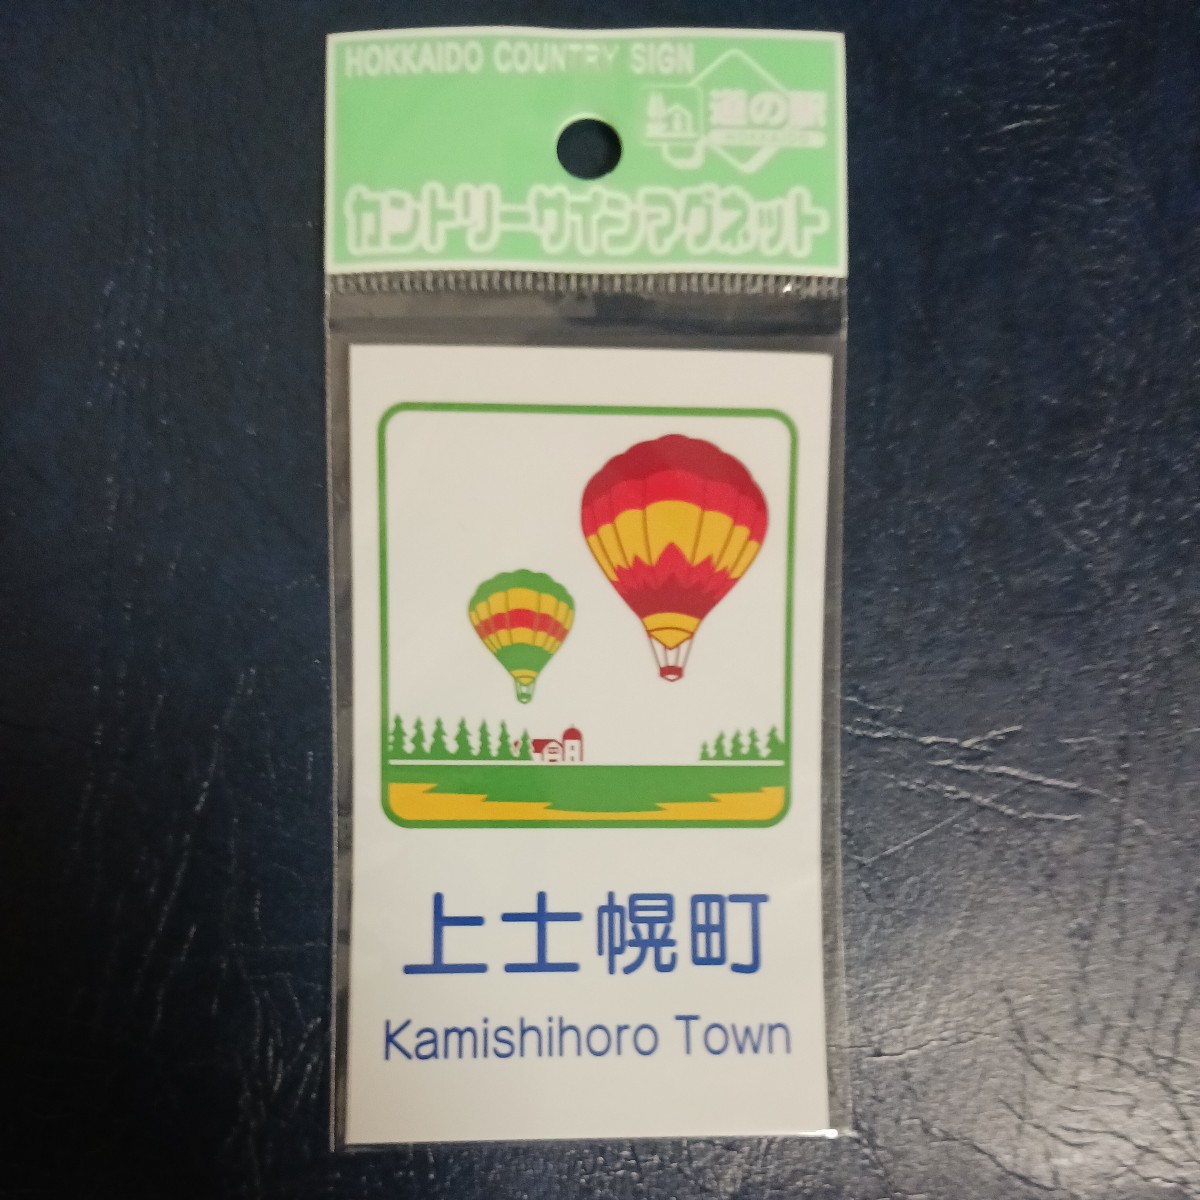 HOKKAIDO COUNTRY SIGN
道の駅
カントリーサインマグネット
上士幌町
Kamishihoro Town